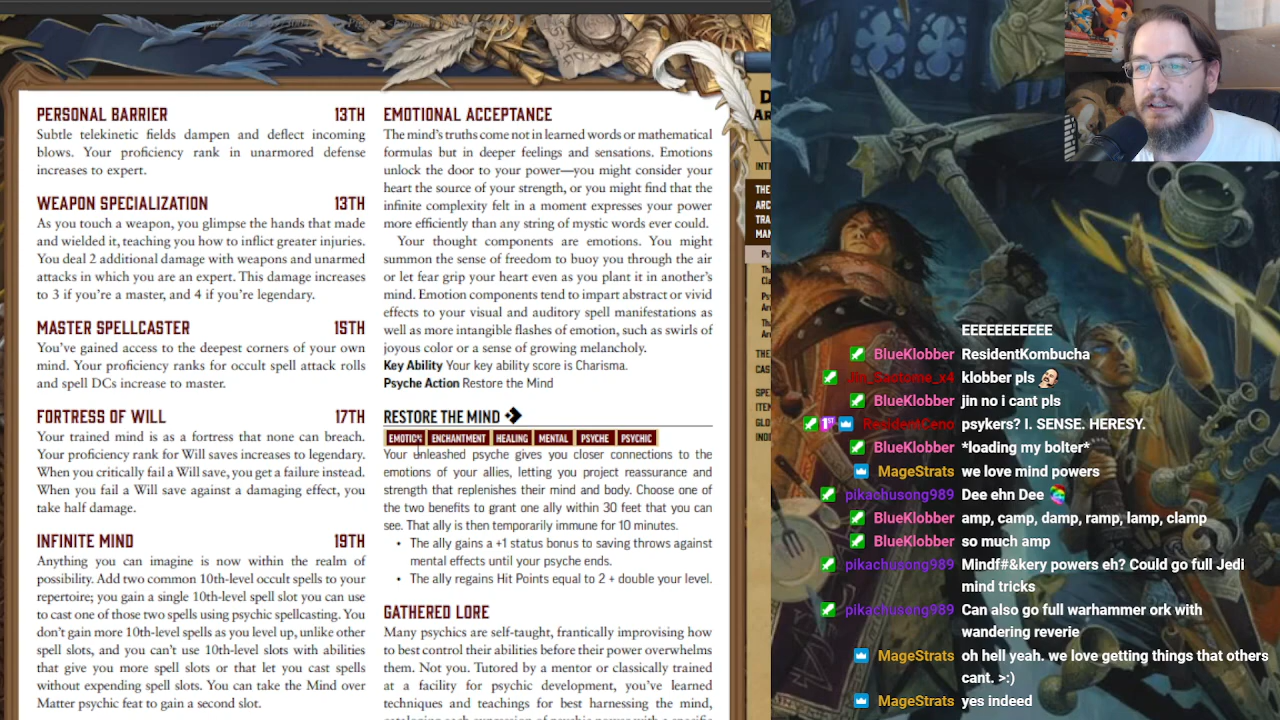 PERSONAL BARRIER 13TH
Subtle telekinetic fields dampen and deflect incoming
blows. Your proficiency rank in unarmored defense
increases to expert.
WEAPON SPECIALIZATION 13TH
As you touch a weapon, you glimpse the hands that made
and wielded it, teaching you how to inflict greater injuries.
You deal 2 additional damage with weapons and unarmed
attacks in which you are an expert. This damage increases
to 3 if you're a master, and 4 if you're legendary.
MASTER SPELLCASTER 15TH
You've gained access to the deepest corners of your own
mind. Your proficiency ranks for occult spell attack rolls
and spell DCs increase to master.
FORTRESS OF WILL 17TH
Your trained mind is as a fortress that none can breach.
Your proficiency rank for Will saves increases to legendary.
When you critically fail a Will save, you get a failure instead.
When you fail a Will save against a damaging effect, you
take half damage.
INFINITE MIND 19TH
Anything you can imagine is now within the realm of
possibility. Add two common 10th-level occult spells to your
repertoire; you gain a single 10th-level spell slot you can use
to cast one of those two spells using psychic spellcasting. You
don't gain more 10th-level spells as you level up, unlike other
spell slots, and you can't use 10th-level slots with abilities
that give you more spell slots or that let you cast spells
without expending spell slots. You can take the Mind over
Matter psychic feat to gain a second slot.
EMOTIONAL ACCEPTANCE
The mind's truths come not in learned words or mathematical
formulas but in deeper feelings and sensations. Emotions
unlock the door to your power—you might consider your
heart the source of your strength, or you might find that the
infinite complexity felt in a moment expresses your power
more efficiently than any string of mystic words ever could.
Your thought components are emotions. You might
summon the sense of freedom to buoy you through the air
or let fear grip your heart even as you plant it in another's
mind. Emotion components tend to impart abstract or vivid
effects to your visual and auditory spell manifestations as
well as more intangible flashes of emotion, such as swirls of
joyous color or a sense of growing melancholy.
Key Ability Your key ability score is Charisma.
Psyche Action Restore the Mind
RESTORE THE MIND
EMOTION ENCHANTMENT HEALING MENTAL PSYCHE PSYCHIC
Your unleashed psyche gives you closer connections to the
emotions of your allies, letting you project reassurance and
strength that replenishes their mind and body. Choose one of
the two benefits to grant one ally within 30 feet that you can
see. That ally is then temporarily immune for 10 minutes.
• The ally gains a +1 status bonus to saving throws against
mental effects until your psyche ends.
• The ally regains Hit Points equal to 2 + double your level.
GATHERED LORE
Many psychics are self-taught, frantically improvising how
to best control their abilities before their power overwhelms
them. Not you. Tutored by a mentor or classically trained
at a facility for psychic development, you've learned
techniques and teachings for best harnessing the mind,
EEEEEEEEEEE
BlueKlobber ResidentKombucha
Jin_Saotome_x4 klobber pls
BlueKlobber jin no i cant pls
ResidentCeno psykers? I. SENSE. HERESY.
BlueKlobber *loading my bolter*
MageStrats we love mind powers
pikachusong989 Dee ehn Dee
BlueKlobber amp, camp, damp, ramp, lamp, clamp
BlueKlobber so much amp
pikachusong989 Mindf#&kery powers eh? Could go full Jedi
mind tricks
pikachusong989 Can also go full warhammer ork with
wandering reverie
MageStrats oh hell yeah. we love getting things that others
cant. >:)
MageStrats yes indeed